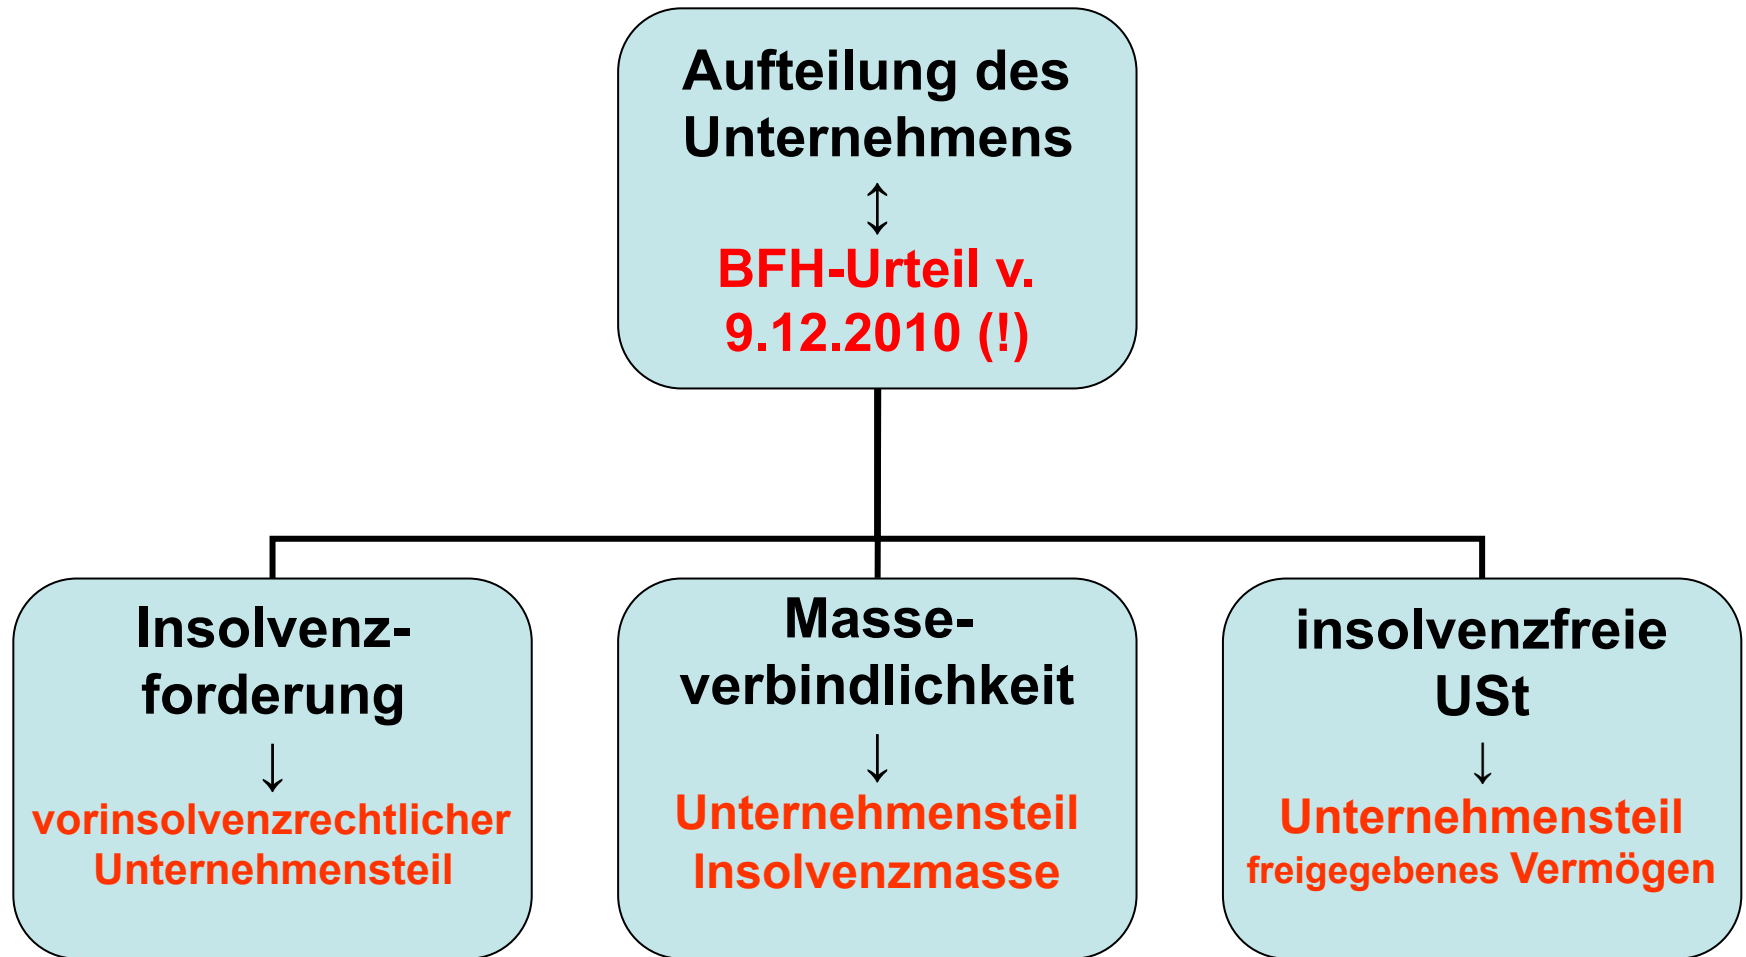 Aufteilung des
Unternehmens
↕
BFH-Urteil v.
9.12.2010 (!)
Insolvenz-
forderung
↓
vorinsolvenzrechtlicher
Unternehmensteil
Masse-
verbindlichkeit
↓
Unternehmensteil
Insolvenzmasse
insolvenzfreie
USt
↓
Unternehmensteil
freigegebenes Vermögen